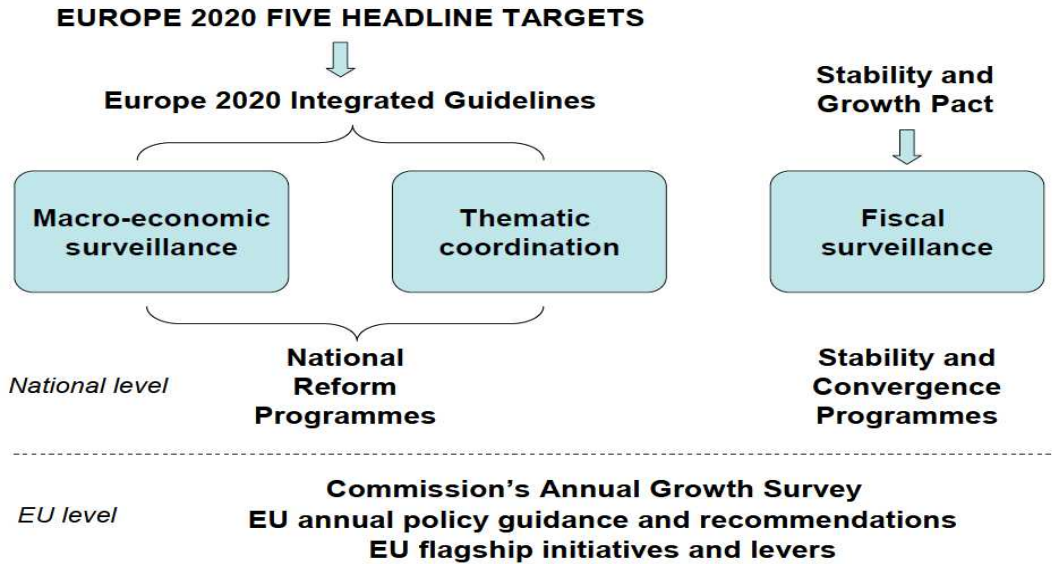 EUROPE 2020 FIVE HEADLINE TARGETS
Europe 2020 Integrated Guidelines
Stability and
Growth Pact
Macro-economic
surveillance
Thematic
coordination
Fiscal
surveillance
National level
National
Reform
Programmes
Stability and
Convergence
Programmes
EU level
Commission's Annual Growth Survey
EU annual policy guidance and recommendations
EU flagship initiatives and levers